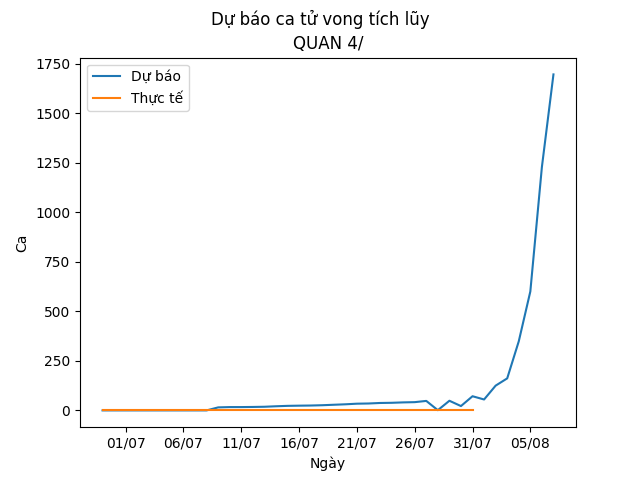 Dự báo ca tử vong tích lũy
QUAN 4/
Dự báo
Thực tế
1750
1500
1250
1000
750
500
250
0
Ca
01/07 06/07 11/07 16/07 21/07 26/07 31/07 05/08
Ngày